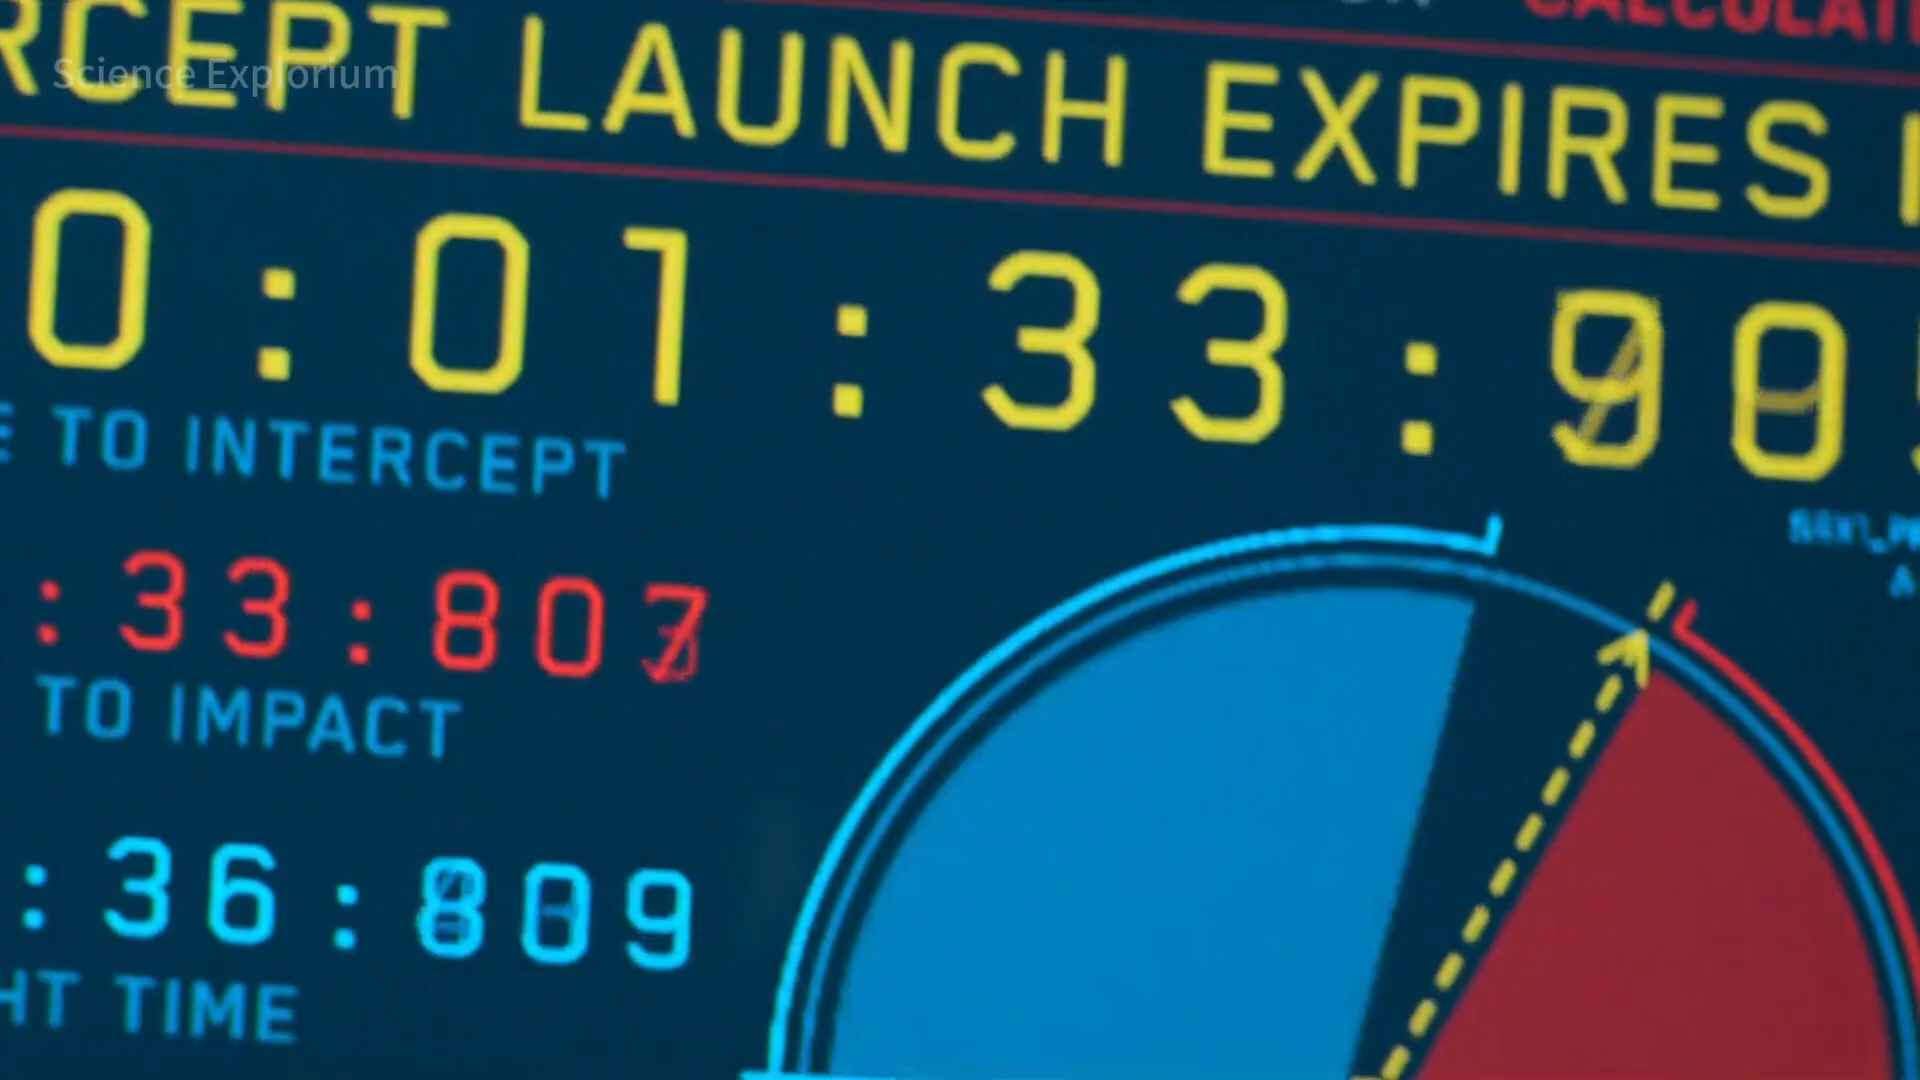 CALCULATI
Science Explorium
RCEPT LAUNCH EXPIRES I
0:01:33:90
E TO INTERCEPT
:33:807
TO IMPACT
:36:809
HT TIME
A